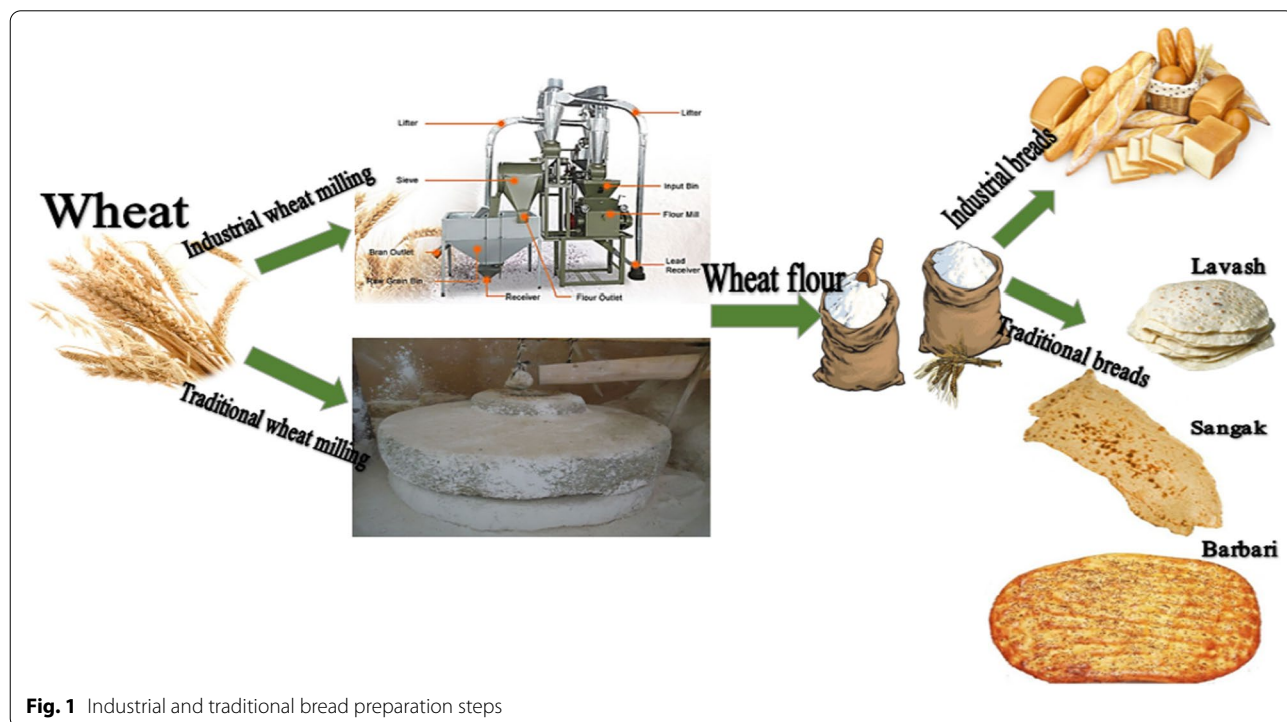 Wheat
Industrial wheat milling
Traditional wheat milling
Lifter
Lifter
Sieve
Input Bin
Flour Mill
Bran Outlet
Raw Grain Bin
Receiver
Flour Outlet
Lead
Receiver
Wheat flour
Industrial breads
Traditional breads
Lavash
Sangak
Barbari
Fig. 1 Industrial and traditional bread preparation steps